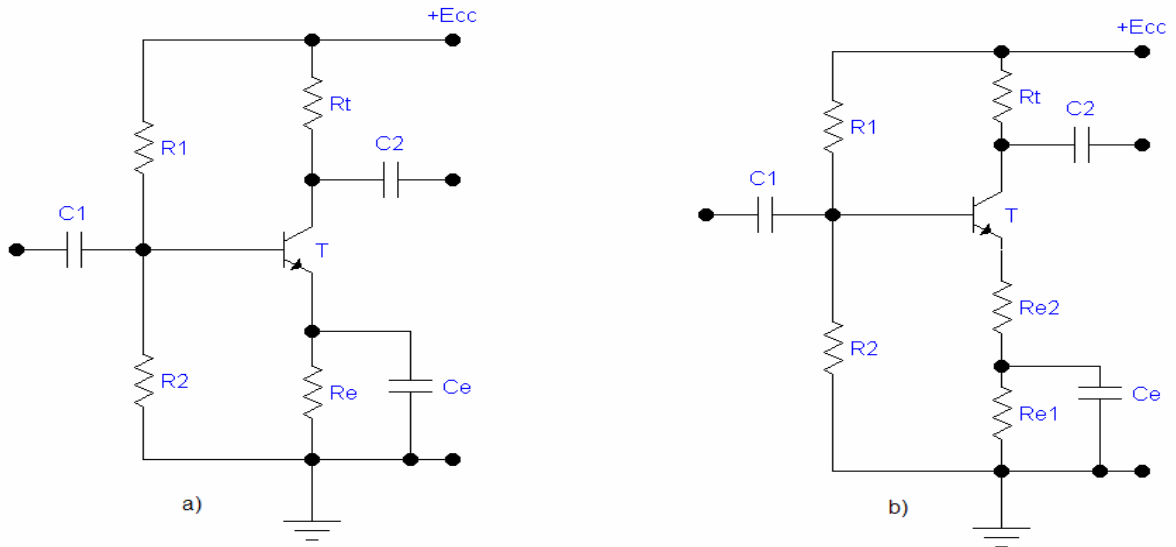 +Ecc
Rt
R1
C2
C1
T
R2
Re
Ce
a)
+Ecc
Rt
C2
R1
C1
T
Re2
R2
Ce
Re1
b)